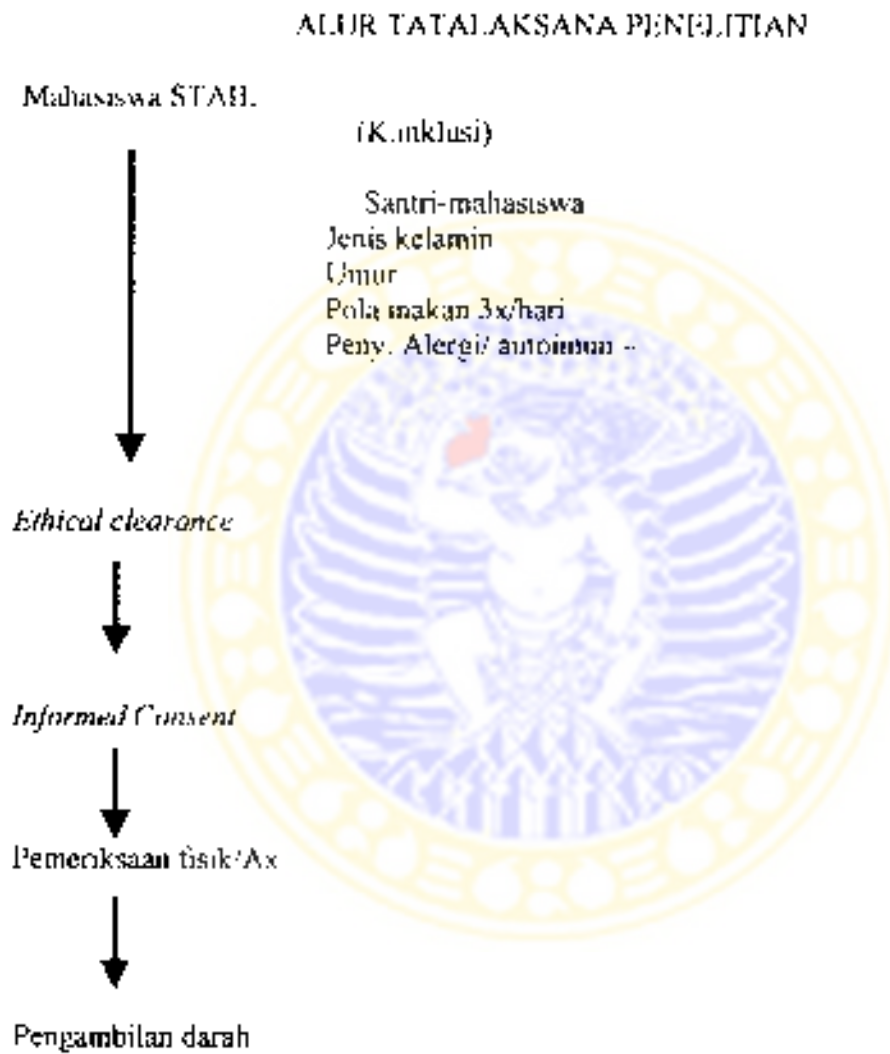 ALUR TATALAKSANA PENELITIAN
Mahasiswa
(K.inklusi)
Santri-mahasiswa
Jenis kelamin
Umur
Pola makan 3x/hari
Peny. Alergi/ autoimun -
Ethical clearance
Informed Consent
Pemeriksaan fisik/Ax
Pengambilan darah